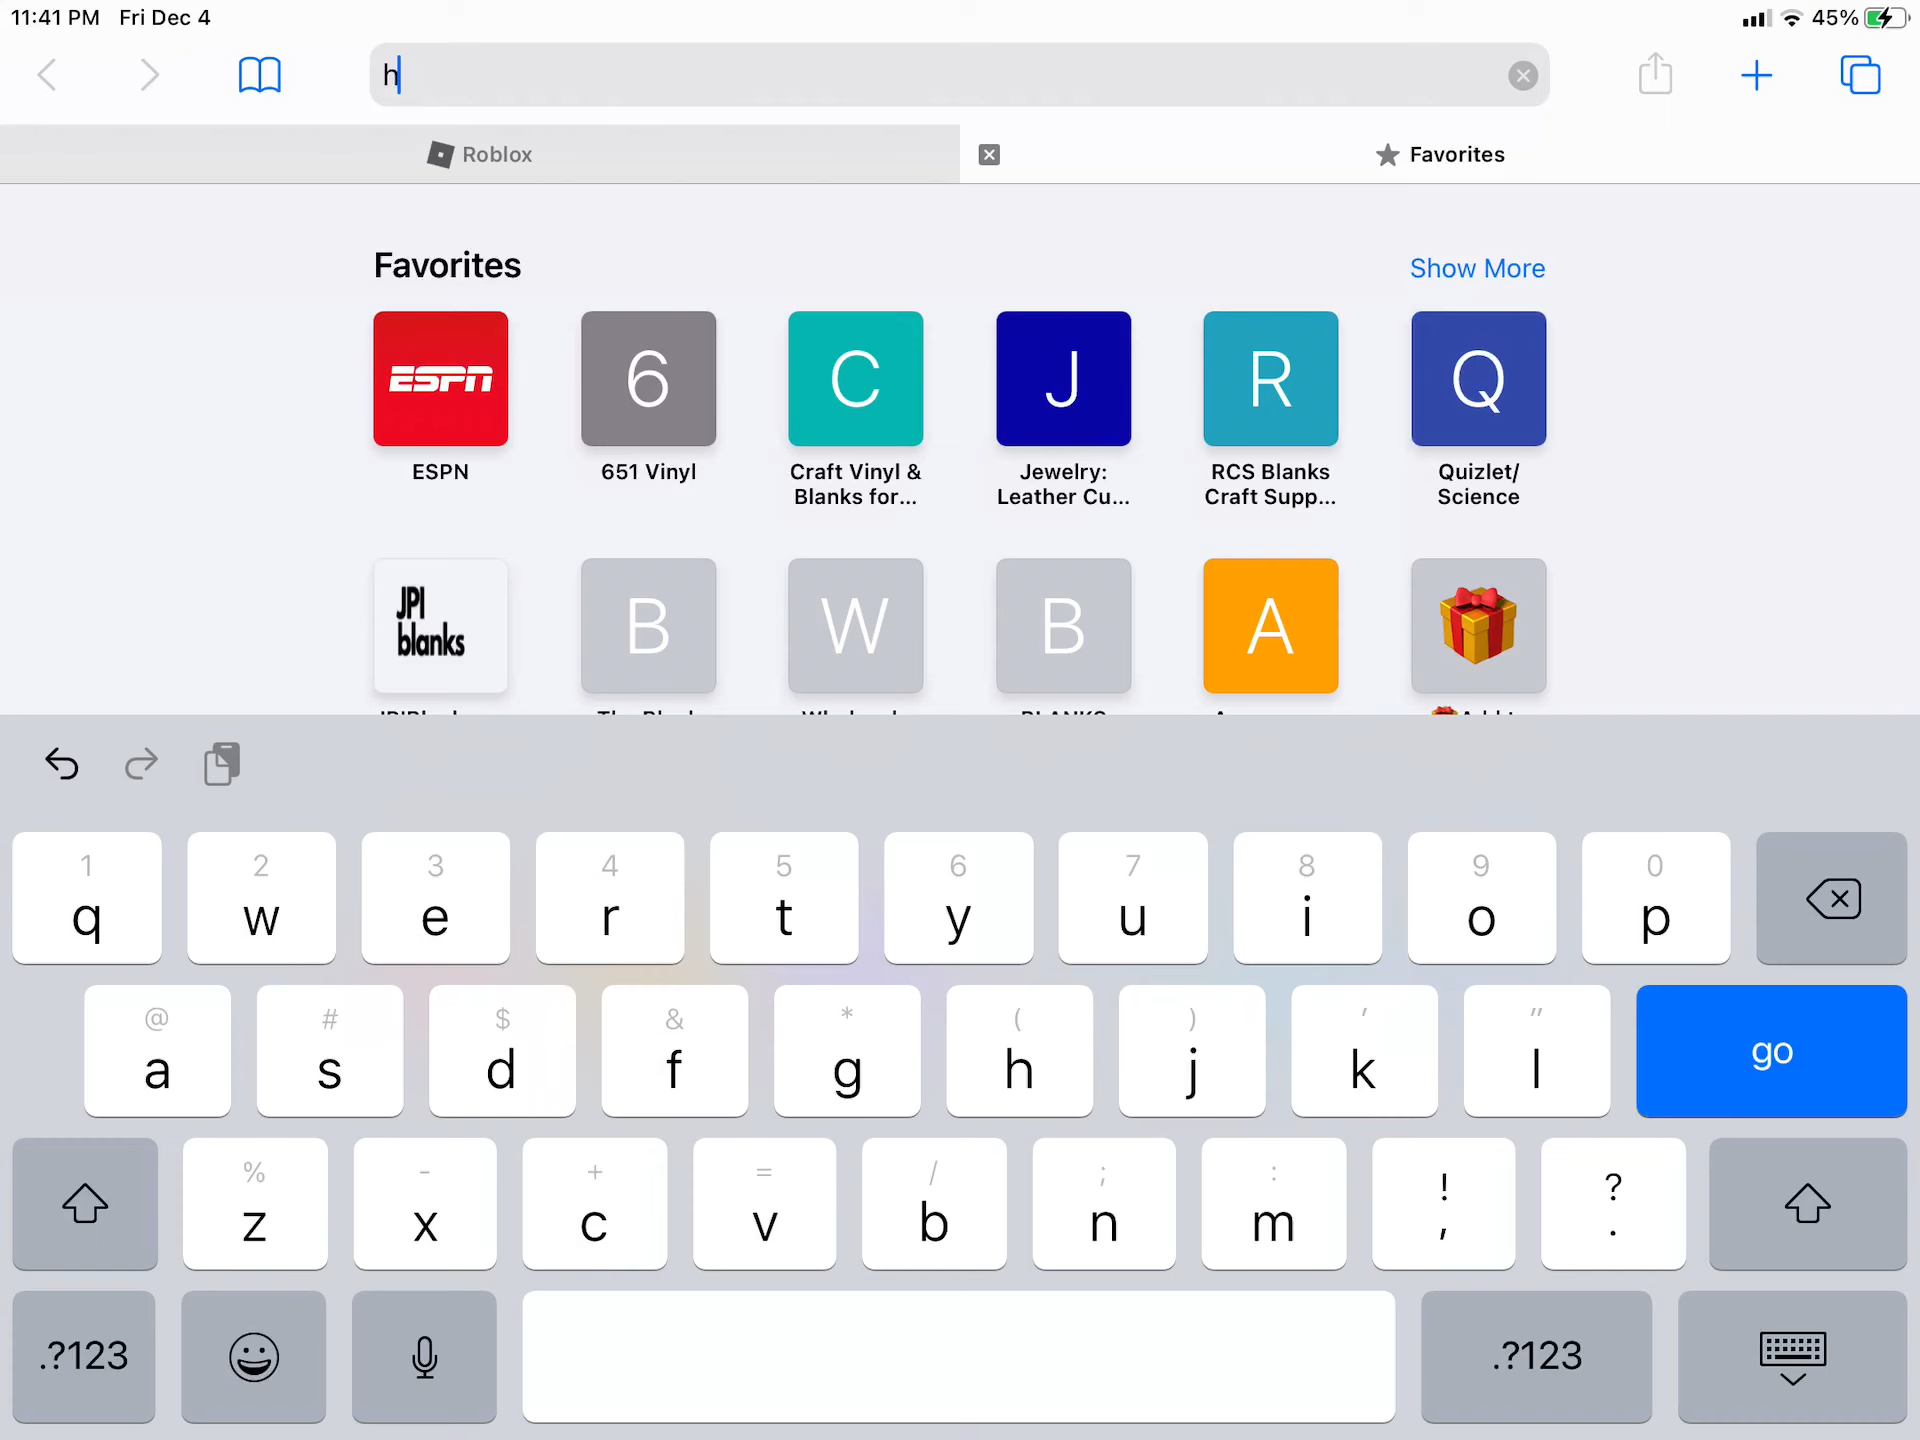 11:41 PM Fri Dec 4
45%
h
Roblox
Favorites
Favorites
Show More
ESPN
6
C
J
R
Q
ESPN
651 Vinyl
Craft Vinyl &
Blanks for...
Jewelry:
Leather Cu...
RCS Blanks
Craft Supp...
Quizlet/
Science
JPI
blanks
B
W
B
A
1 2 3 4 5 6 7 8 9 0
q w e r t y u i o p
@ # $ & * ( ) ' "
a s d f g h j k l go
% - + = / ; : ! ?
z x c v b n m , .
.?123
.?123